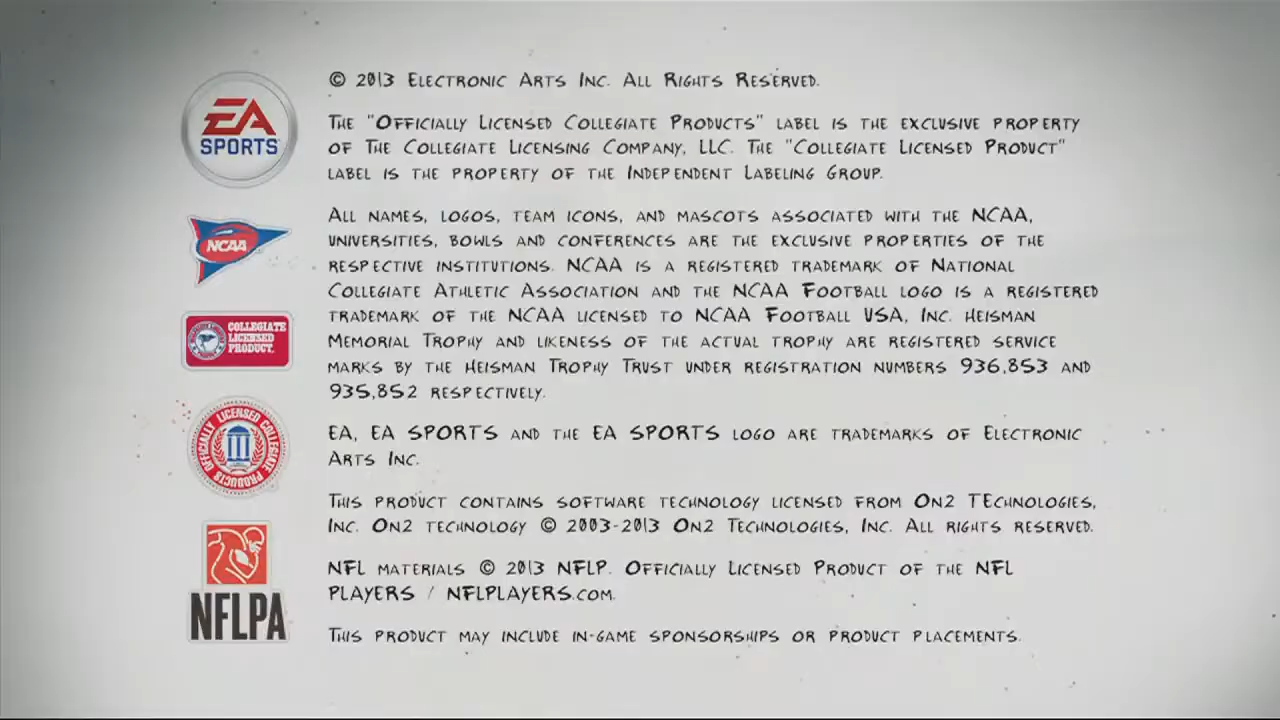 © 2013 Electronic Arts Inc. All Rights Reserved.
EA
SPORTS
The "Officially Licensed Collegiate Products" label is the exclusive property
of The Collegiate Licensing Company, LLC. The "Collegiate Licensed Product"
label is the property of the Independent Labeling Group.
NCAA
All names, logos, team icons, and mascots associated with the NCAA,
universities, bowls and conferences are the exclusive properties of the
respective institutions. NCAA is a registered trademark of National
Collegiate Athletic Association and the NCAA Football logo is a registered
trademark of the NCAA licensed to NCAA Football USA, Inc. Heisman
Memorial Trophy and likeness of the actual trophy are registered service
marks by the Heisman Trophy Trust under registration numbers 936,853 and
935,852 respectively.
COLLEGIATE
LICENSED
PRODUCT
OFFICIALLY LICENSED COLLEGIATE PRODUCTS
EA, EA SPORTS and the EA SPORTS logo are trademarks of Electronic
Arts Inc.
This product contains software technology licensed from On2 TEchnologies,
Inc. On2 technology © 2003-2013 On2 Technologies, Inc. All rights reserved.
NFL materials © 2013 NFLP. Officially Licensed Product of the NFL
PLAYERS / NFLPLAYERS.com.
NFLPA
This product may include in-game sponsorships or product placements.